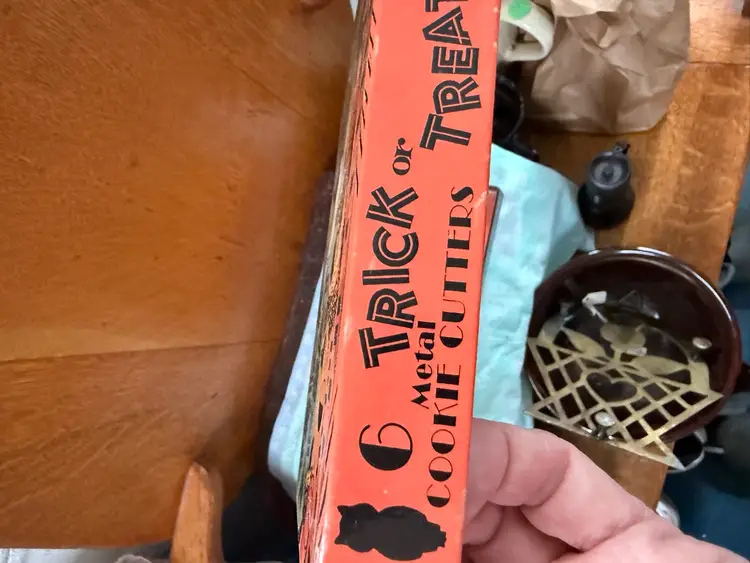 TRICK or TREAT
6 Metal
COOKIE CUTTERS